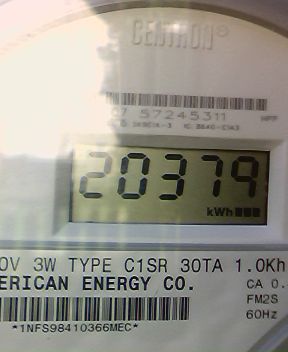 CENTRON®
57245311
20379
kWh
0V 3W TYPE C1SR 30TA 1.0Kh
ERICAN ENERGY CO.
CA 0.
FM2S
60Hz
*1NFS98410366MEC*